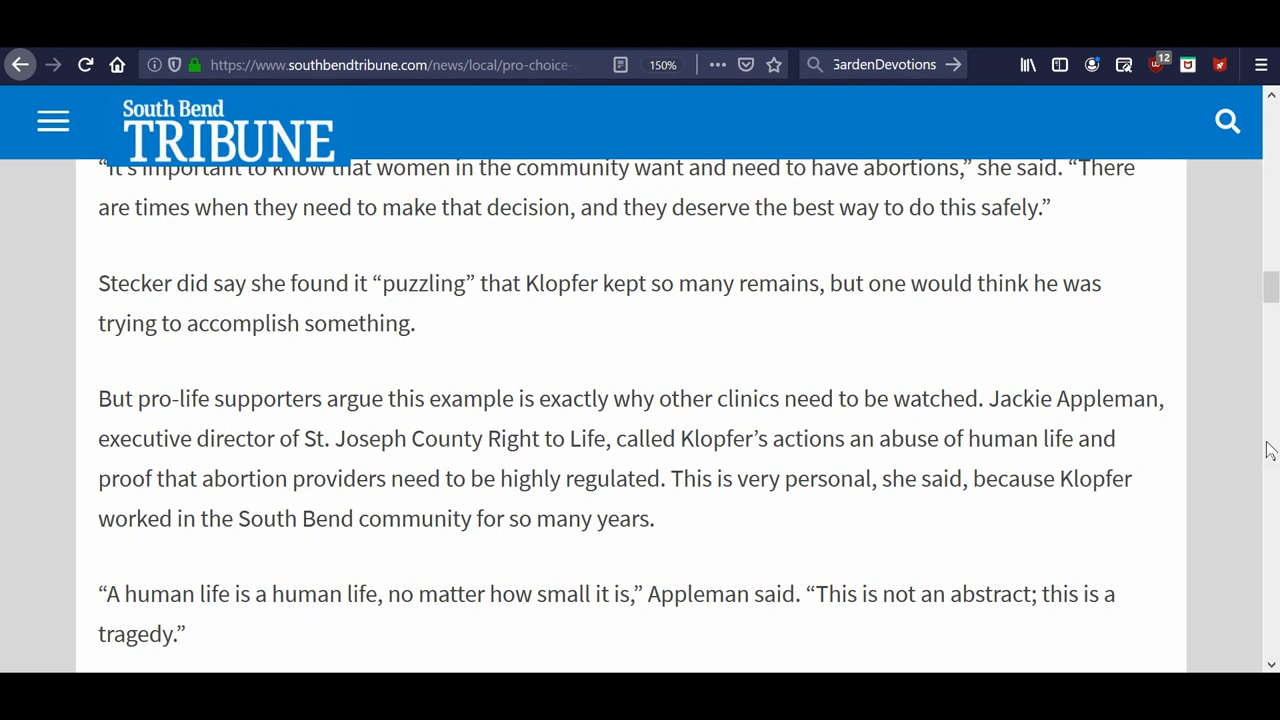 https://www.southbendtribune.com/news/local/pro-choice-
150%
GardenDevotions
12
South Bend
TRIBUNE
“It’s important to know that women in the community want and need to have abortions,” she said. “There
are times when they need to make that decision, and they deserve the best way to do this safely.”
Stecker did say she found it “puzzling” that Klopfer kept so many remains, but one would think he was
trying to accomplish something.
But pro-life supporters argue this example is exactly why other clinics need to be watched. Jackie Appleman,
executive director of St. Joseph County Right to Life, called Klopfer’s actions an abuse of human life and
proof that abortion providers need to be highly regulated. This is very personal, she said, because Klopfer
worked in the South Bend community for so many years.
“A human life is a human life, no matter how small it is,” Appleman said. “This is not an abstract; this is a
tragedy.”